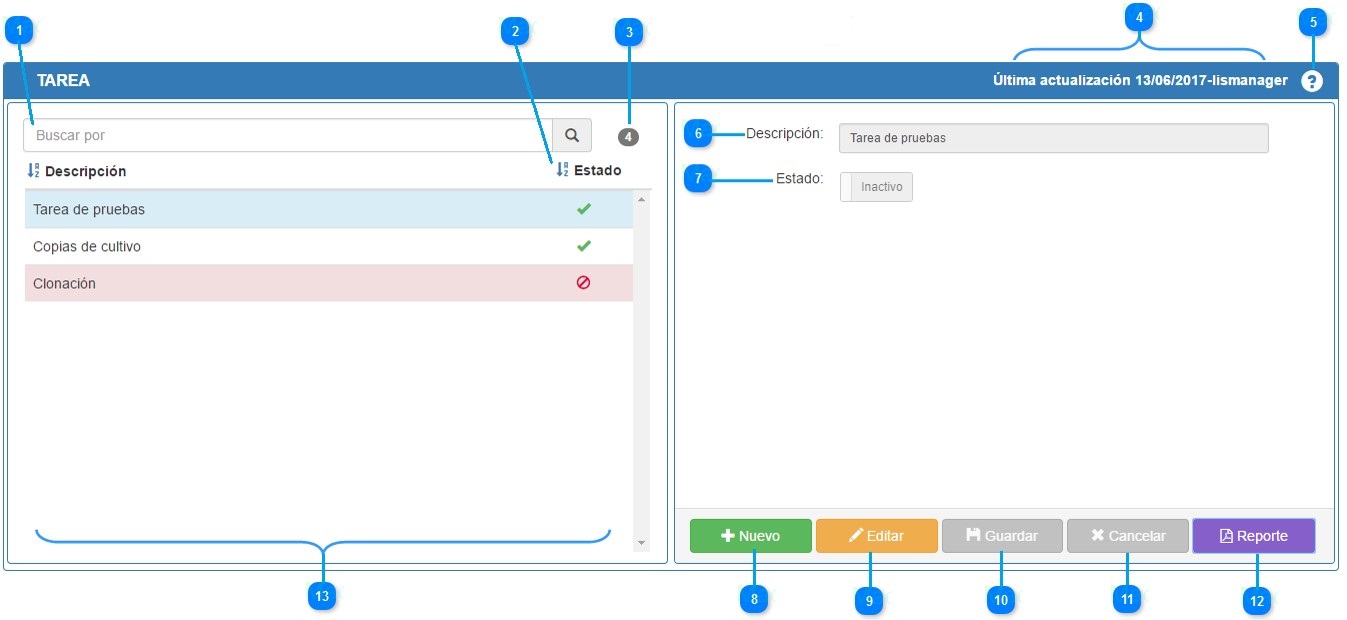 1
2
3
4
5
TAREA
Última actualización 13/06/2017-lismanager
?
Buscar por
4
Descripción
Estado
Tarea de pruebas
Copias de cultivo
Clonación
13
6
Descripción:
Tarea de pruebas
7
Estado:
Inactivo
Nuevo
Editar
Guardar
Cancelar
Reporte
8
9
10
11
12